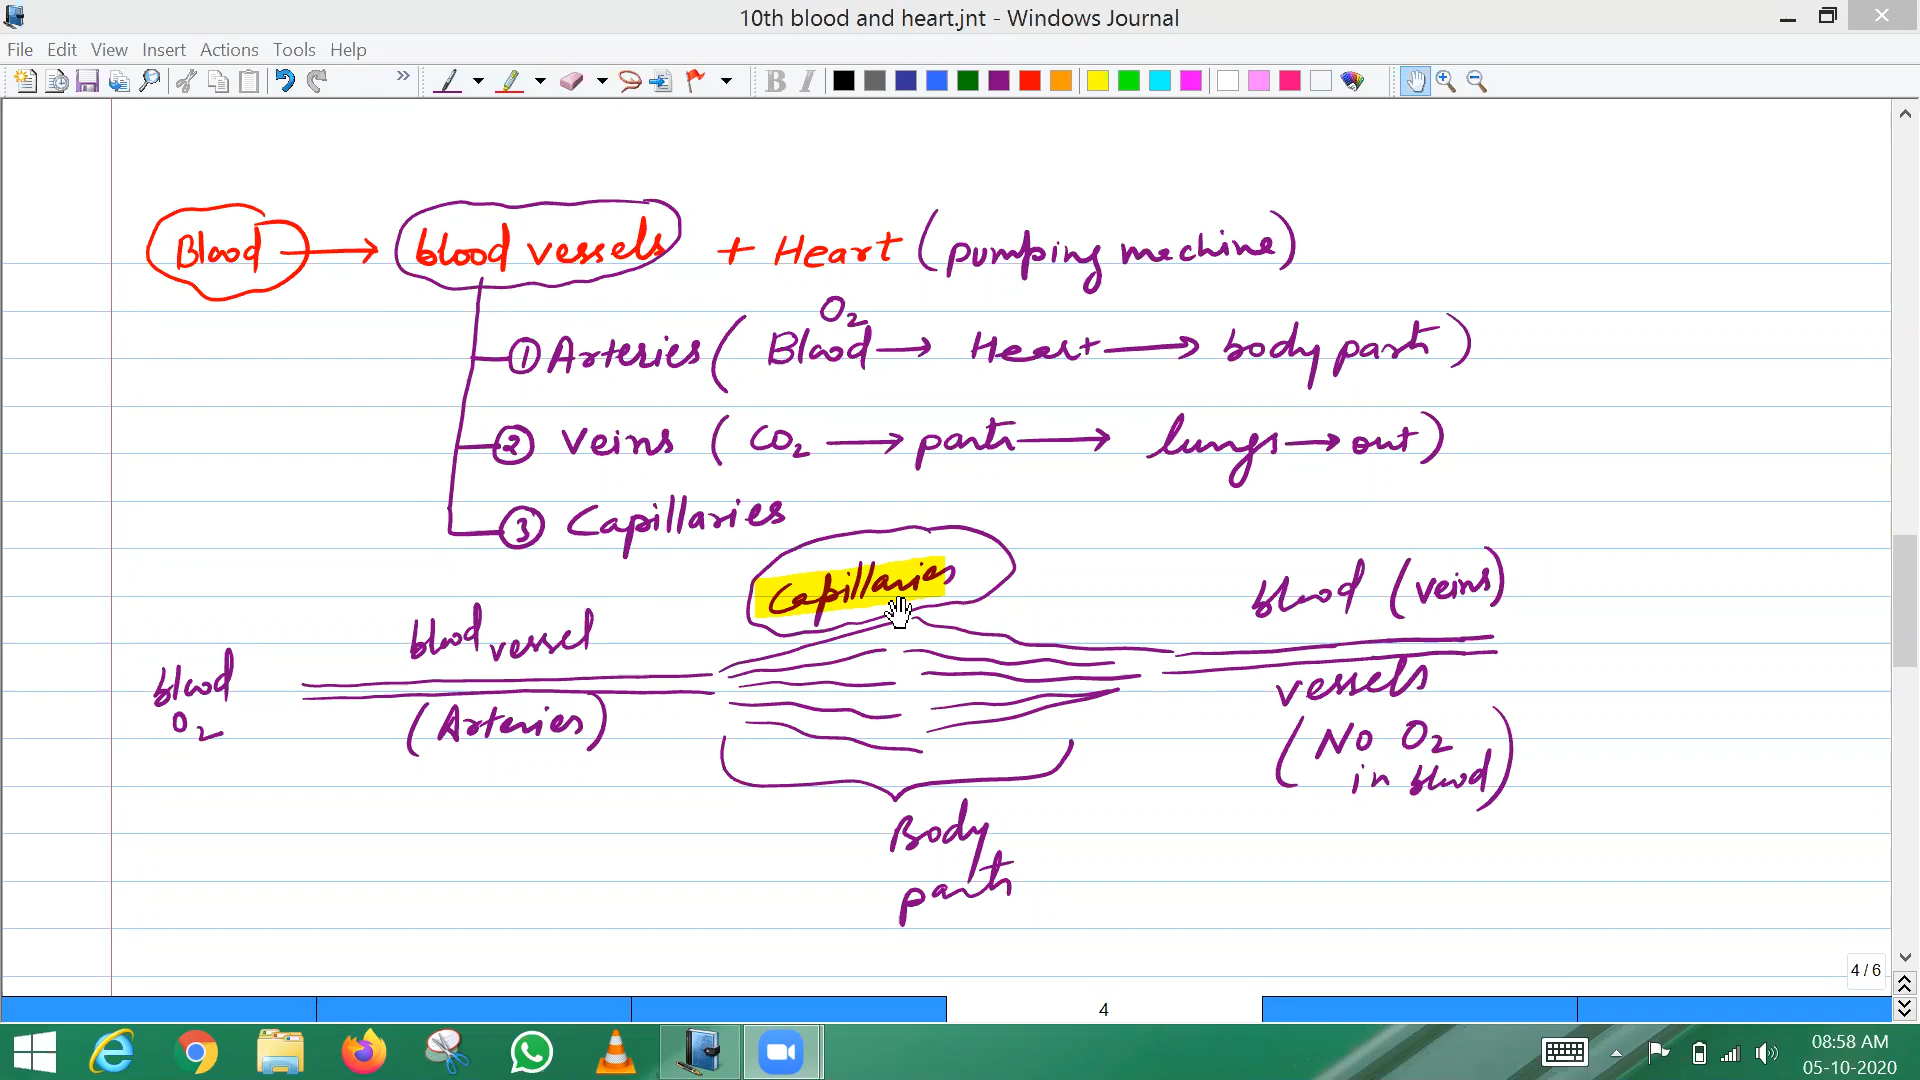 10th blood and heart.jnt - Windows Journal
File Edit View Insert Actions Tools Help
B I
Blood → blood vessels + Heart (pumping machine)
O2
① Arteries ( Blood → Heart → body parts )
② Veins ( CO2 → parts → lungs → out )
③ Capillaries
Capillaries
blood (veins)
blood vessel
blood
O2
(Arteries)
vessels
(No O2
in blood)
Body
parts
4 / 6
4
08:58 AM
05-10-2020